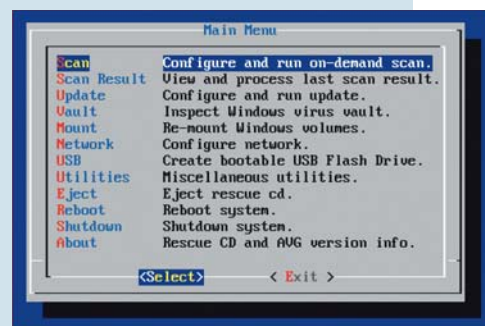 Main Menu
Scan Configure and run on-demand scan.
Scan Result View and process last scan result.
Update Configure and run update.
Vault Inspect Windows virus vault.
Mount Re-mount Windows volumes.
Network Configure network.
USB Create bootable USB Flash Drive.
Utilities Miscellaneous utilities.
Eject Eject rescue cd.
Reboot Reboot system.
Shutdown Shutdown system.
About Rescue CD and AVG version info.
<Select> < Exit >